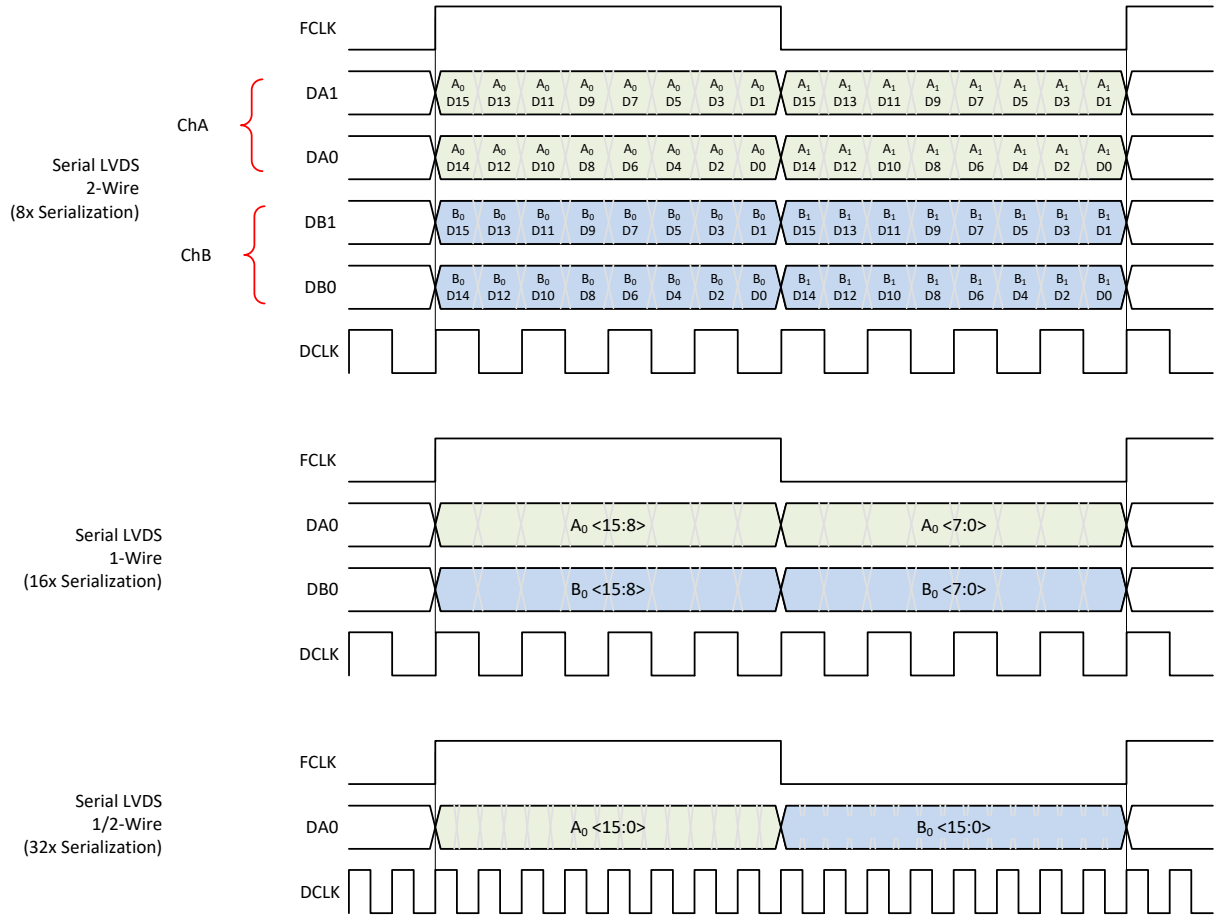 FCLK
DA1
A0 A0 A0 A0 A0 A0 A0 A0 A1 A1 A1 A1 A1 A1 A1 A1
D15 D13 D11 D9 D7 D5 D3 D1 D15 D13 D11 D9 D7 D5 D3 D1
ChA
DA0
A0 A0 A0 A0 A0 A0 A0 A0 A1 A1 A1 A1 A1 A1 A1 A1
D14 D12 D10 D8 D6 D4 D2 D0 D14 D12 D10 D8 D6 D4 D2 D0
Serial LVDS
2-Wire
(8x Serialization)
DB1
B0 B0 B0 B0 B0 B0 B0 B0 B1 B1 B1 B1 B1 B1 B1 B1
D15 D13 D11 D9 D7 D5 D3 D1 D15 D13 D11 D9 D7 D5 D3 D1
ChB
DB0
B0 B0 B0 B0 B0 B0 B0 B0 B1 B1 B1 B1 B1 B1 B1 B1
D14 D12 D10 D8 D6 D4 D2 D0 D14 D12 D10 D8 D6 D4 D2 D0
DCLK
FCLK
DA0 A0 <15:8> A0 <7:0>
Serial LVDS
1-Wire
(16x Serialization)
DB0 B0 <15:8> B0 <7:0>
DCLK
FCLK
Serial LVDS
1/2-Wire
(32x Serialization)
DA0 A0 <15:0> B0 <15:0>
DCLK